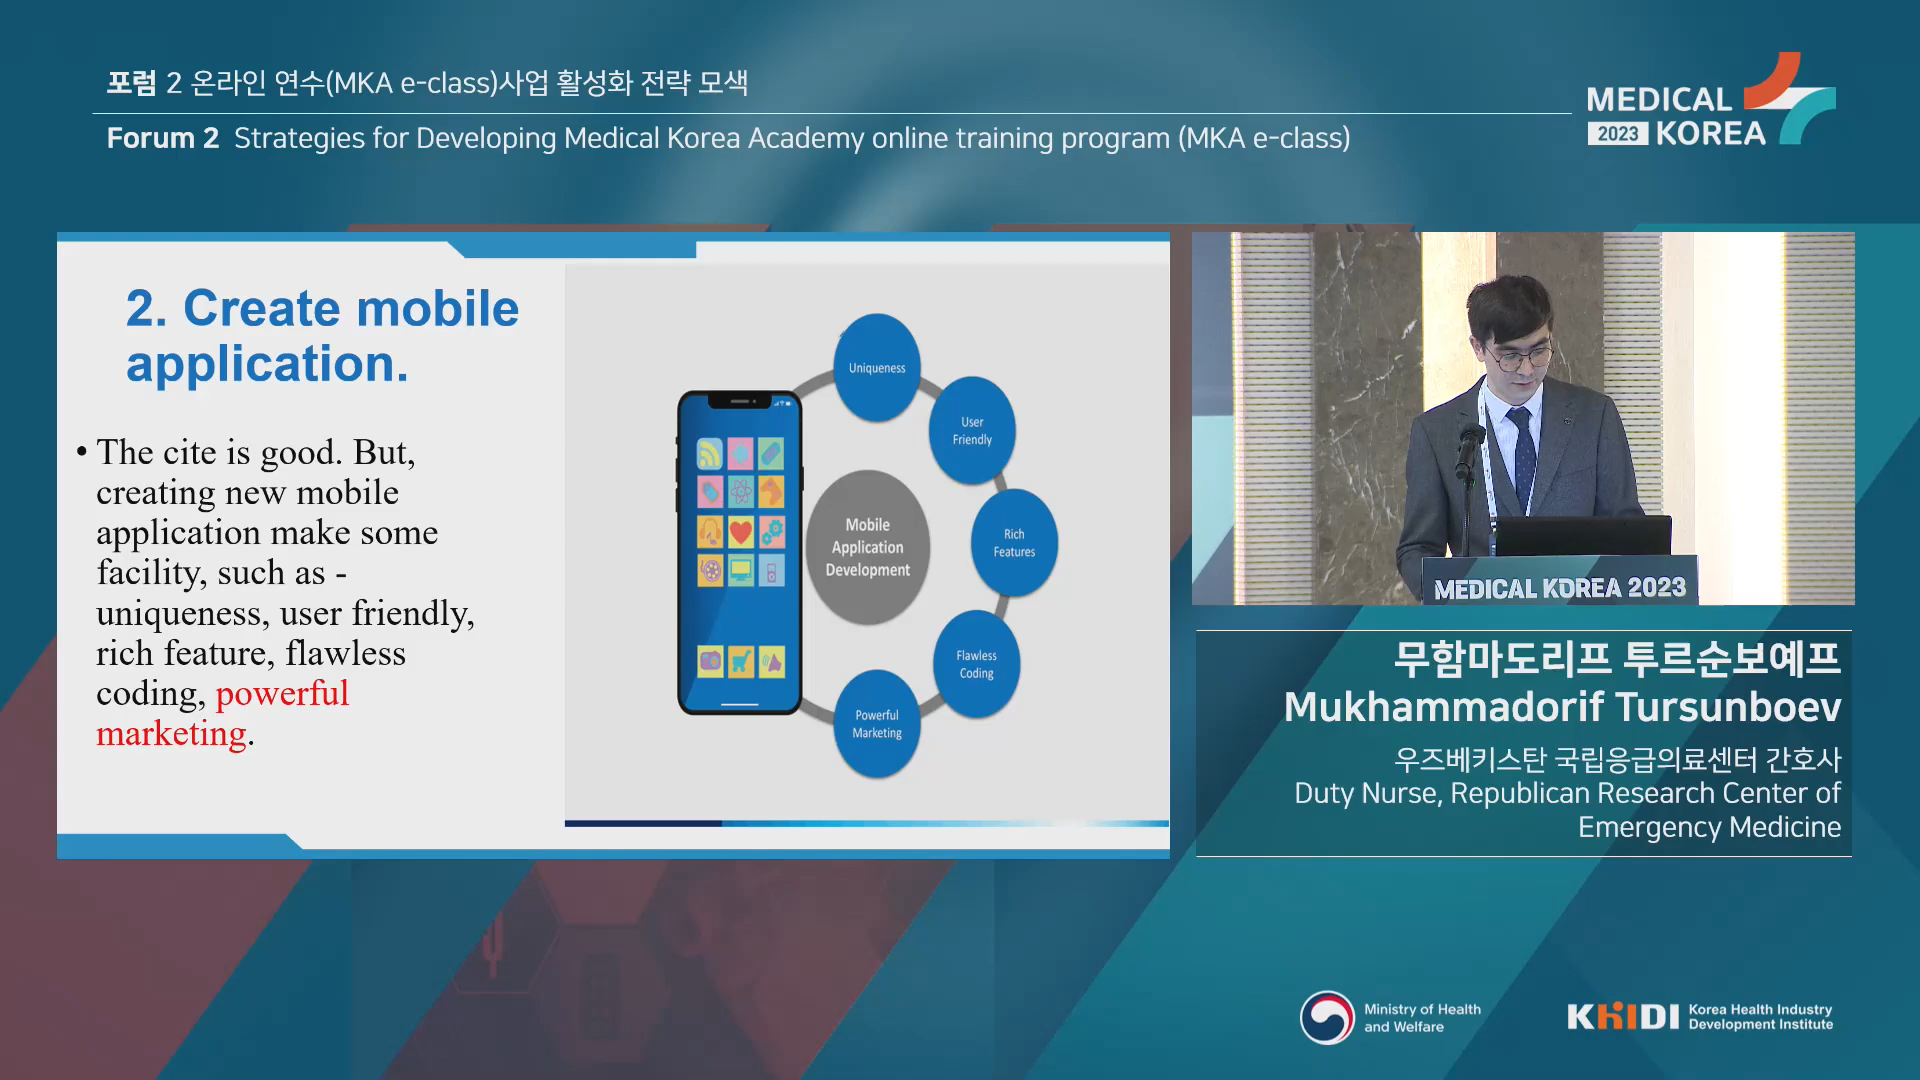 포럼 2 온라인 연수(MKA e-class)사업 활성화 전략 모색
Forum 2 Strategies for Developing Medical Korea Academy online training program (MKA e-class)
MEDICAL
2023 KOREA
2. Create mobile
application.
• The cite is good. But,
creating new mobile
application make some
facility, such as -
uniqueness, user friendly,
rich feature, flawless
coding, powerful
marketing.
Uniqueness
User
Friendly
Rich
Features
Flawless
Coding
Powerful
Marketing
Mobile
Application
Development
MEDICAL KOREA 2023
무함마도리프 투르순보예프
Mukhammadorif Tursunboev
우즈베키스탄 국립응급의료센터 간호사
Duty Nurse, Republican Research Center of
Emergency Medicine
Ministry of Health
and Welfare
KHIDI
Korea Health Industry
Development Institute